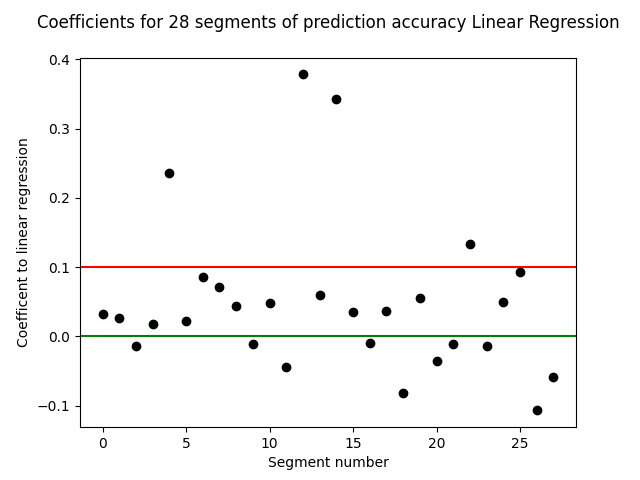 Coefficients for 28 segments of prediction accuracy Linear Regression
0.4
0.3
0.2
0.1
0.0
−0.1
Coefficent to linear regression
0 5 10 15 20 25
Segment number